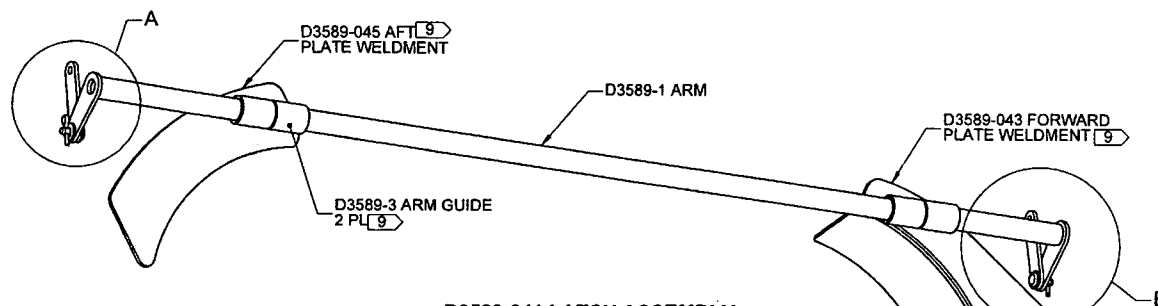 A
D3589-045 AFT 9
PLATE WELDMENT
D3589-1 ARM
D3589-043 FORWARD
PLATE WELDMENT 9
D3589-3 ARM GUIDE
2 PL 9